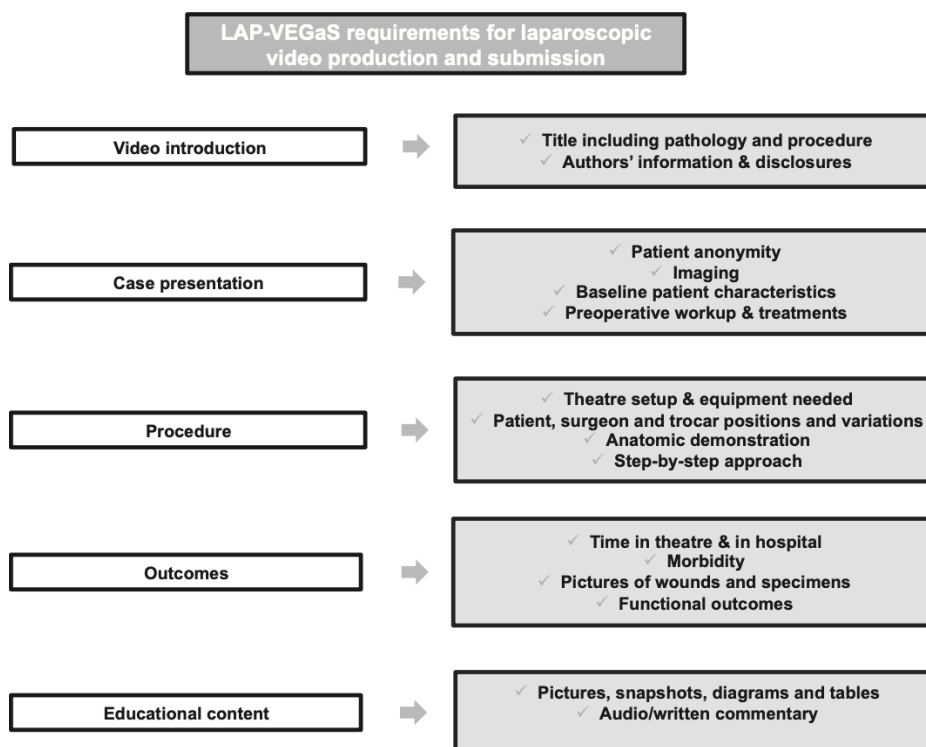 LAP-VEGaS requirements for laparoscopic
video production and submission
Video introduction
✓ Title including pathology and procedure
✓ Authors’ information & disclosures
Case presentation
✓ Patient anonymity
✓ Imaging
✓ Baseline patient characteristics
✓ Preoperative workup & treatments
Procedure
✓ Theatre setup & equipment needed
✓ Patient, surgeon and trocar positions and variations
✓ Anatomic demonstration
✓ Step-by-step approach
Outcomes
✓ Time in theatre & in hospital
✓ Morbidity
✓ Pictures of wounds and specimens
✓ Functional outcomes
Educational content
✓ Pictures, snapshots, diagrams and tables
✓ Audio/written commentary